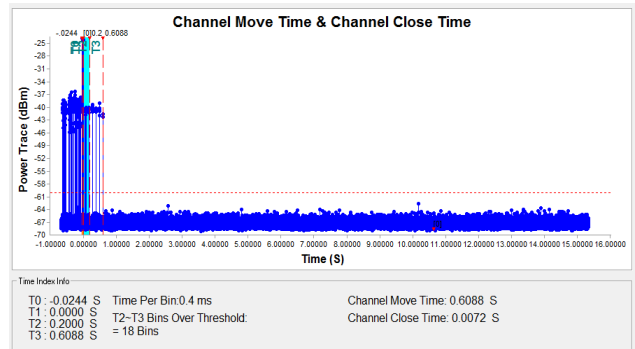 Channel Move Time & Channel Close Time
-.0244 [0]0.2 0.6088
T3
-25
-28
-31
-34
-37
-40
-43
-46
-49
-52
-55
-58
-61
-64
-67
-70
Power Trace (dBm)
-1.00000 0.00000 1.00000 2.00000 3.00000 4.00000 5.00000 6.00000 7.00000 8.00000 9.00000 10.00000 11.00000 12.00000 13.00000 14.00000 15.00000 16.00000
Time (S)
Time Index Info
T0 : -0.0244 S Time Per Bin:0.4 ms Channel Move Time: 0.6088 S
T1 : 0.0000 S T2~T3 Bins Over Threshold: Channel Close Time: 0.0072 S
T2 : 0.2000 S = 18 Bins
T3 : 0.6088 S